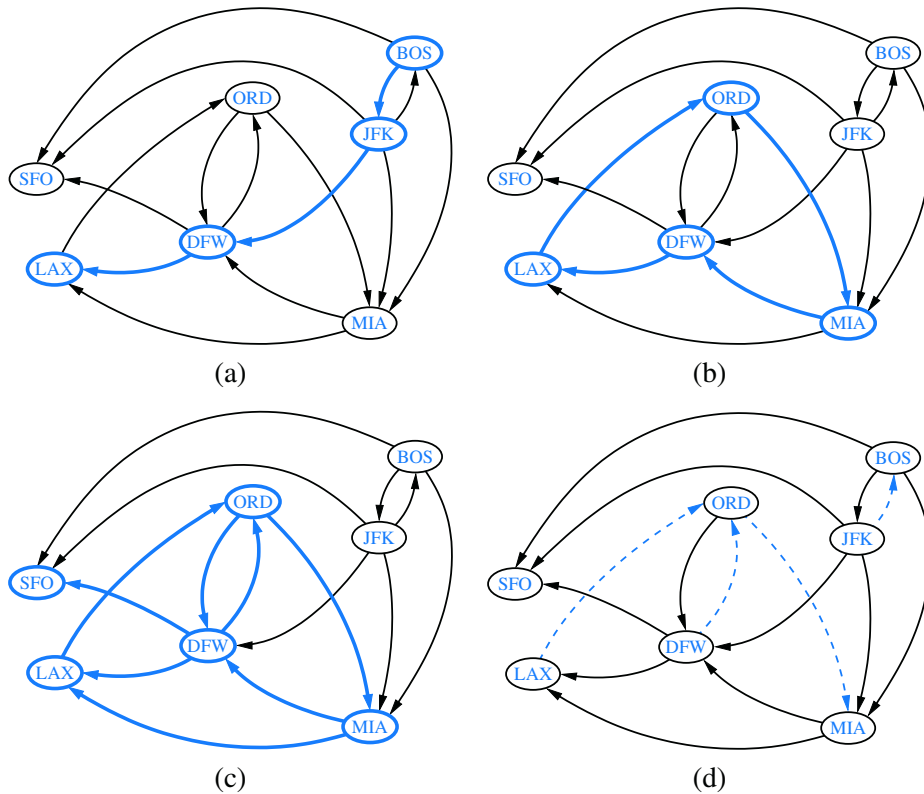 BOS
ORD
JFK
SFO
DFW
LAX
MIA
(a)
BOS
ORD
JFK
SFO
DFW
LAX
MIA
(b)
BOS
ORD
JFK
SFO
DFW
LAX
MIA
(c)
BOS
ORD
JFK
SFO
DFW
LAX
MIA
(d)